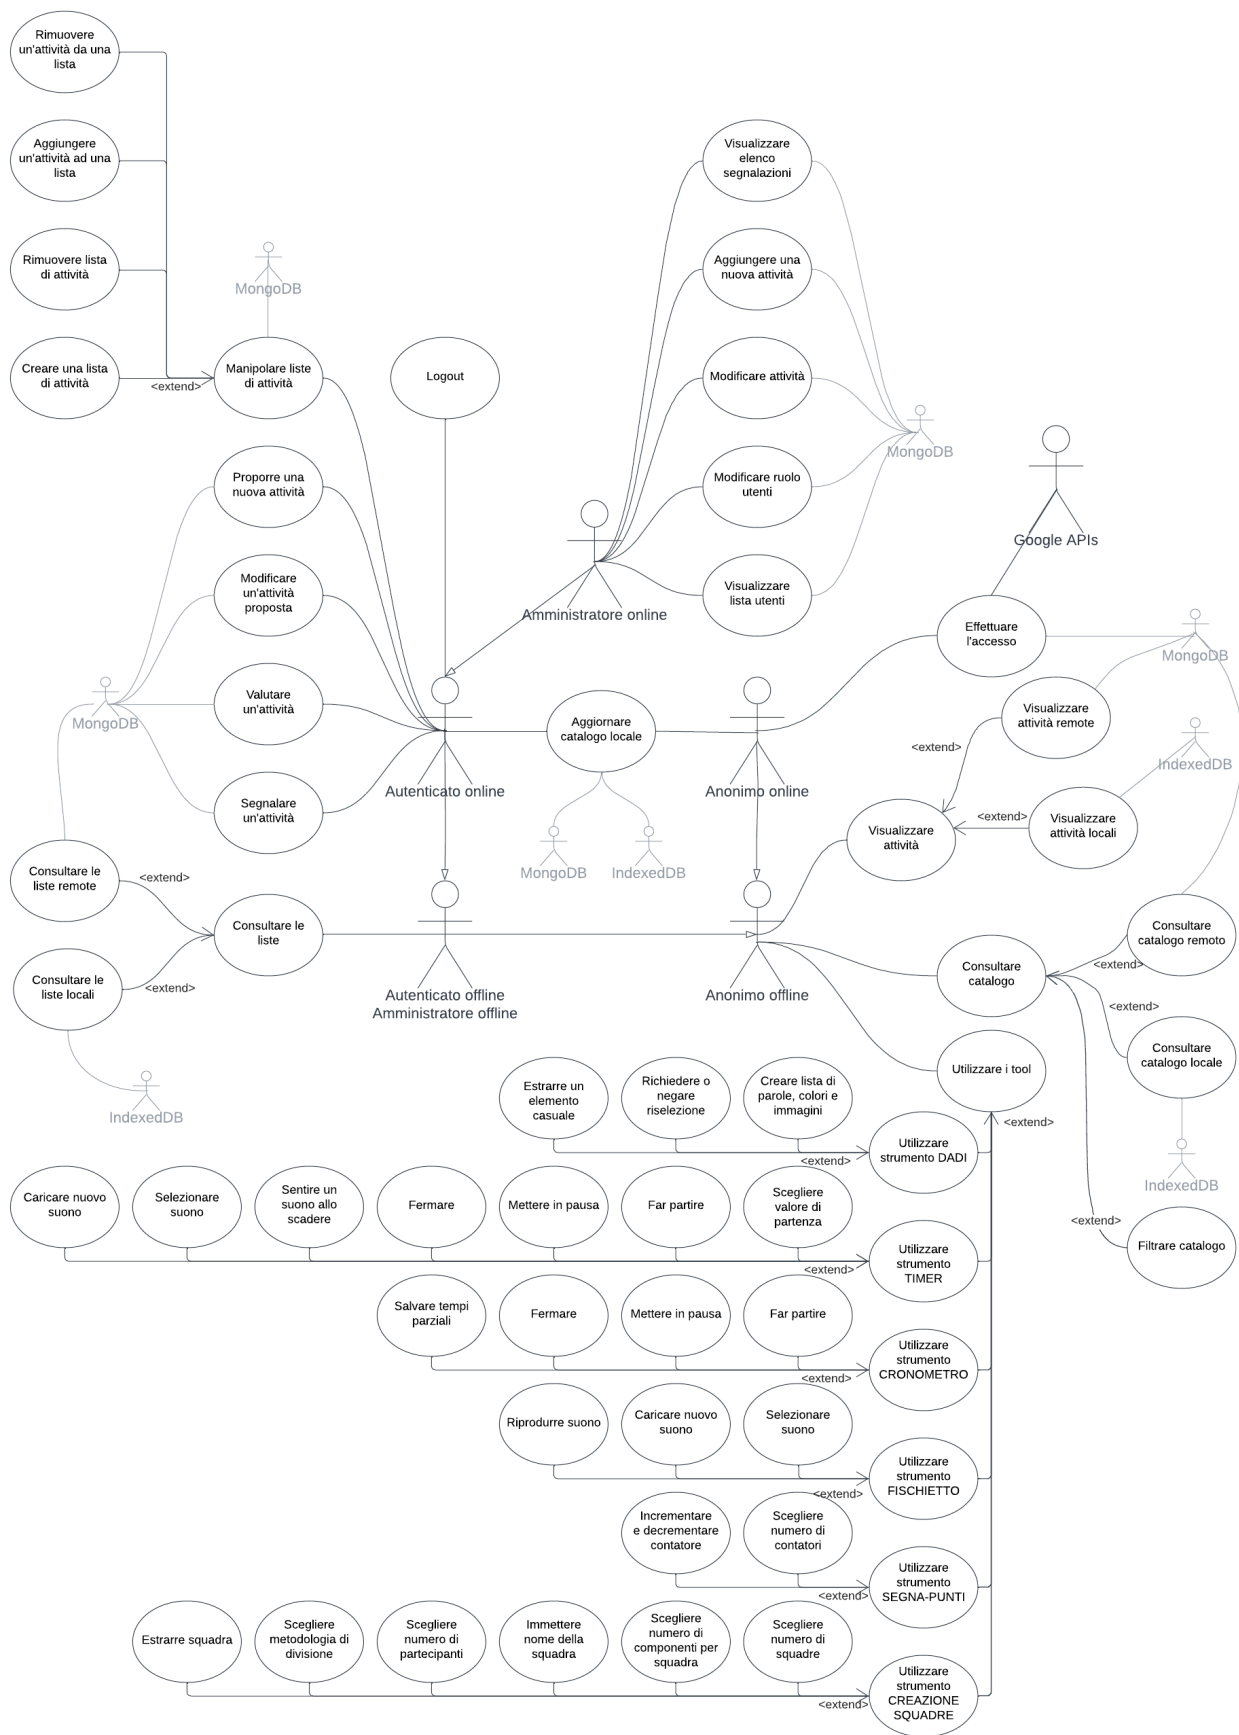 Rimuovere
un'attività da una
lista
Aggiungere
un'attività ad una
lista
Rimuovere lista
di attività
Creare una lista
di attività
<extend>
MongoDB
Manipolare liste
di attività
Logout
Visualizzare
elenco
segnalazioni
Aggiungere una
nuova attività
Modificare attività
Modificare ruolo
utenti
Visualizzare
lista utenti
MongoDB
Google APIs
Proporre una
nuova attività
Modificare
un'attività
proposta
Valutare
un'attività
Segnalare
un'attività
MongoDB
Amministratore online
Effettuare
l'accesso
MongoDB
Visualizzare
attività remote
<extend>
IndexedDB
Aggiornare
catalogo locale
Autenticato online
Anonimo online
MongoDB
IndexedDB
Visualizzare
attività
<extend>
Visualizzare
attività locali
Consultare le
liste remote
<extend>
Consultare le
liste
Consultare le
liste locali
<extend>
IndexedDB
Autenticato offline
Amministratore offline
Anonimo offline
Consultare
catalogo
Consultare
catalogo remoto
<extend>
<extend>
Consultare
catalogo locale
IndexedDB
<extend>
Filtrare catalogo
Utilizzare i tool
<extend>
Estrarre un
elemento
casuale
Richiedere o
negare
riselezione
Creare lista di
parole, colori e
immagini
<extend>
Utilizzare
strumento DADI
Caricare nuovo
suono
Selezionare
suono
Sentire un
suono allo
scadere
Fermare
Mettere in pausa
Far partire
Scegliere
valore di
partenza
<extend>
Utilizzare
strumento
TIMER
Salvare tempi
parziali
Fermare
Mettere in pausa
Far partire
<extend>
Utilizzare
strumento
CRONOMETRO
Riprodurre suono
Caricare nuovo
suono
Selezionare
suono
<extend>
Utilizzare
strumento
FISCHIETTO
Incrementare
e decrementare
contatore
Scegliere
numero di
contatori
<extend>
Utilizzare
strumento
SEGNA-PUNTI
Estrarre squadra
Scegliere
metodologia di
divisione
Scegliere
numero di
partecipanti
Immettere
nome della
squadra
Scegliere
numero di
componenti per
squadra
Scegliere
numero di
squadre
<extend>
Utilizzare
strumento
CREAZIONE
SQUADRE